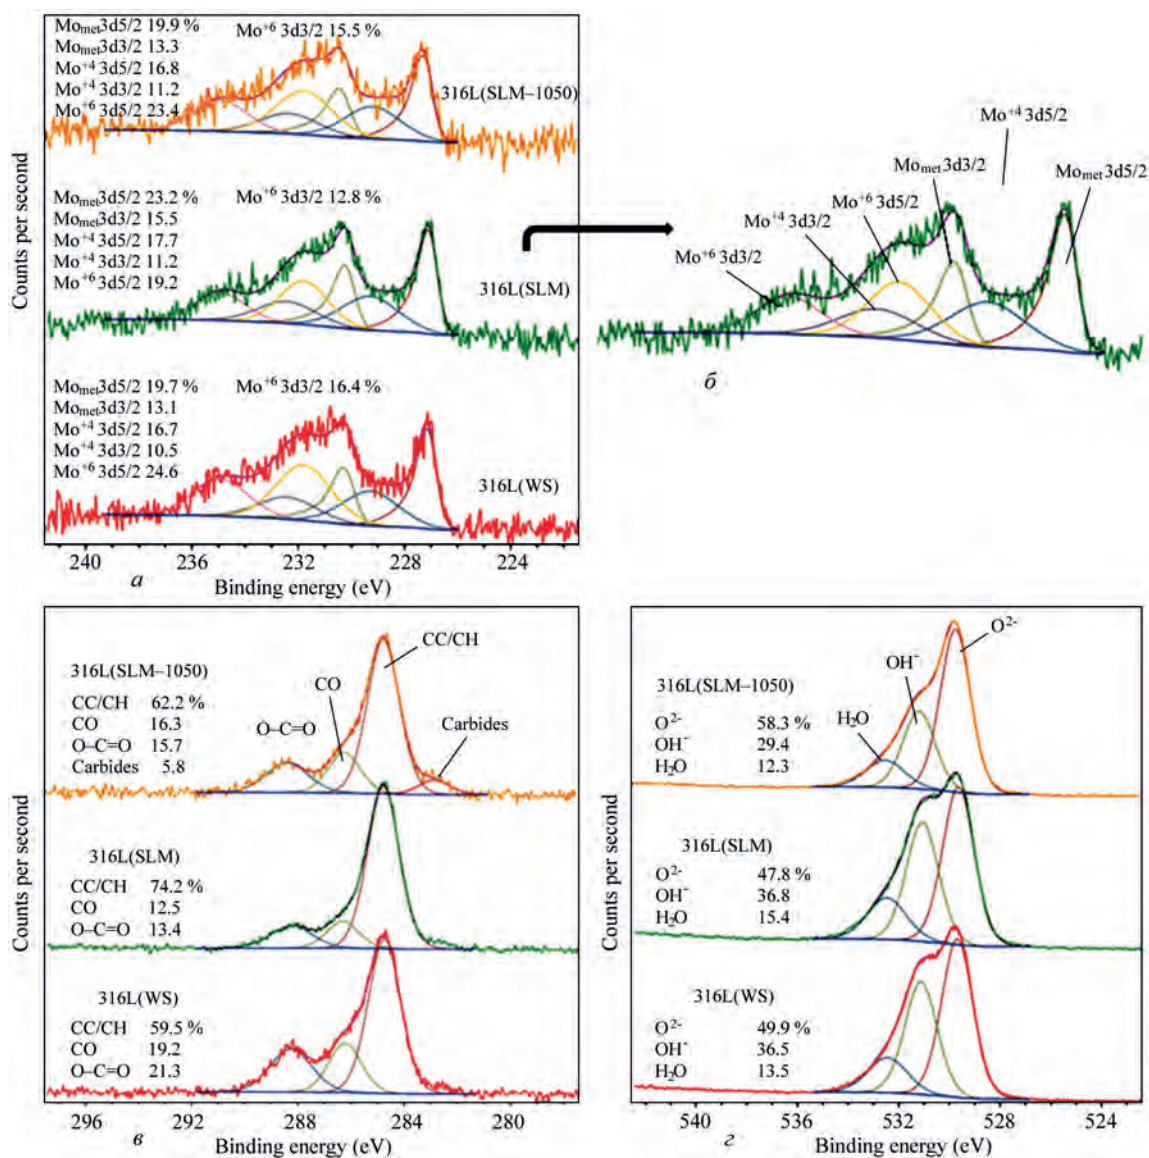 Mo_met3d5/2 19.9 %
Mo_met3d3/2 13.3
Mo⁺⁴ 3d5/2 16.8
Mo⁺⁴ 3d3/2 11.2
Mo⁺⁶ 3d5/2 23.4
Mo⁺⁶ 3d3/2 15.5 %
316L(SLM–1050)
Mo_met3d5/2 23.2 %
Mo_met3d3/2 15.5
Mo⁺⁴ 3d5/2 17.7
Mo⁺⁴ 3d3/2 11.2
Mo⁺⁶ 3d5/2 19.2
Mo⁺⁶ 3d3/2 12.8 %
316L(SLM)
Mo_met3d5/2 19.7 %
Mo_met3d3/2 13.1
Mo⁺⁴ 3d5/2 16.7
Mo⁺⁴ 3d3/2 10.5
Mo⁺⁶ 3d5/2 24.6
Mo⁺⁶ 3d3/2 16.4 %
316L(WS)
Counts per second
240 236 232 228 224
а Binding energy (eV)
Mo⁺⁴ 3d5/2
Mo_met3d3/2
Mo_met3d5/2
Mo⁺⁶ 3d5/2
Mo⁺⁴ 3d3/2
Mo⁺⁶ 3d3/2
б
CC/CH
CO
O–C=O
Carbides
316L(SLM–1050)
CC/CH 62.2 %
CO 16.3
O–C=O 15.7
Carbides 5.8
316L(SLM)
CC/CH 74.2 %
CO 12.5
O–C=O 13.4
316L(WS)
CC/CH 59.5 %
CO 19.2
O–C=O 21.3
Counts per second
296 292 288 284 280
в Binding energy (eV)
O²⁻
OH⁻
H₂O
316L(SLM–1050)
O²⁻ 58.3 %
OH⁻ 29.4
H₂O 12.3
316L(SLM)
O²⁻ 47.8 %
OH⁻ 36.8
H₂O 15.4
316L(WS)
O²⁻ 49.9 %
OH⁻ 36.5
H₂O 13.5
Counts per second
540 536 532 528 524
г Binding energy (eV)